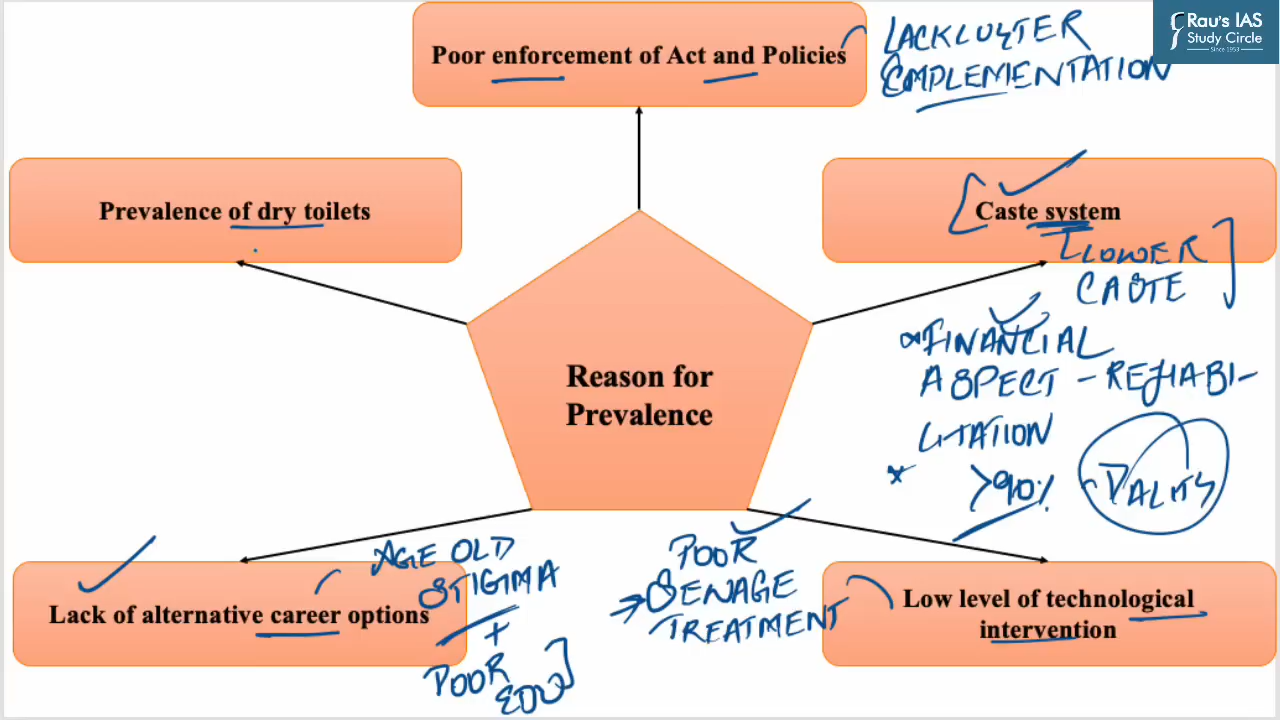 Rau's IAS
Study Circle
Since 1953
Poor enforcement of Act and Policies
LACKLUSTER
IMPLEMENTATION
Prevalence of dry toilets
Caste system
LOWER
CASTE
FINANCIAL
ASPECT - REHABI-
LITATION
>90%
DALITS
Reason for
Prevalence
Lack of alternative career options
AGE OLD
STIGMA
+
POOR
EDU
POOR
SEWAGE
TREATMENT
Low level of technological
intervention